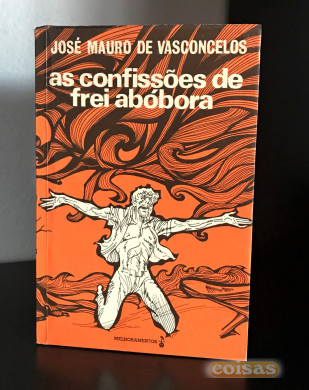 JOSÉ MAURO DE VASCONCELOS
as confissões de
frei abóbora
MELHORAMENTOS
coisas